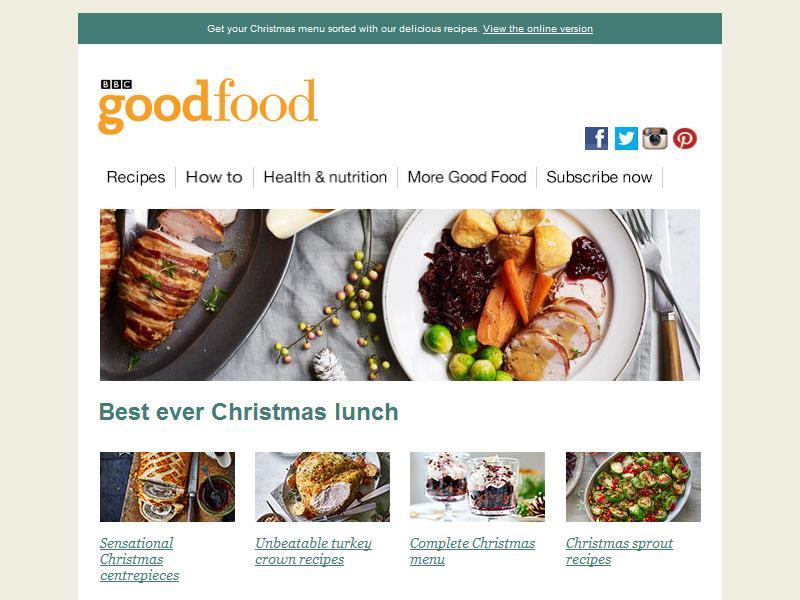 Get your Christmas menu sorted with our delicious recipes. View the online version
BBC
goodfood
Recipes How to Health & nutrition More Good Food Subscribe now
Best ever Christmas lunch
Sensational Christmas centrepieces
Unbeatable turkey crown recipes
Complete Christmas menu
Christmas sprout recipes